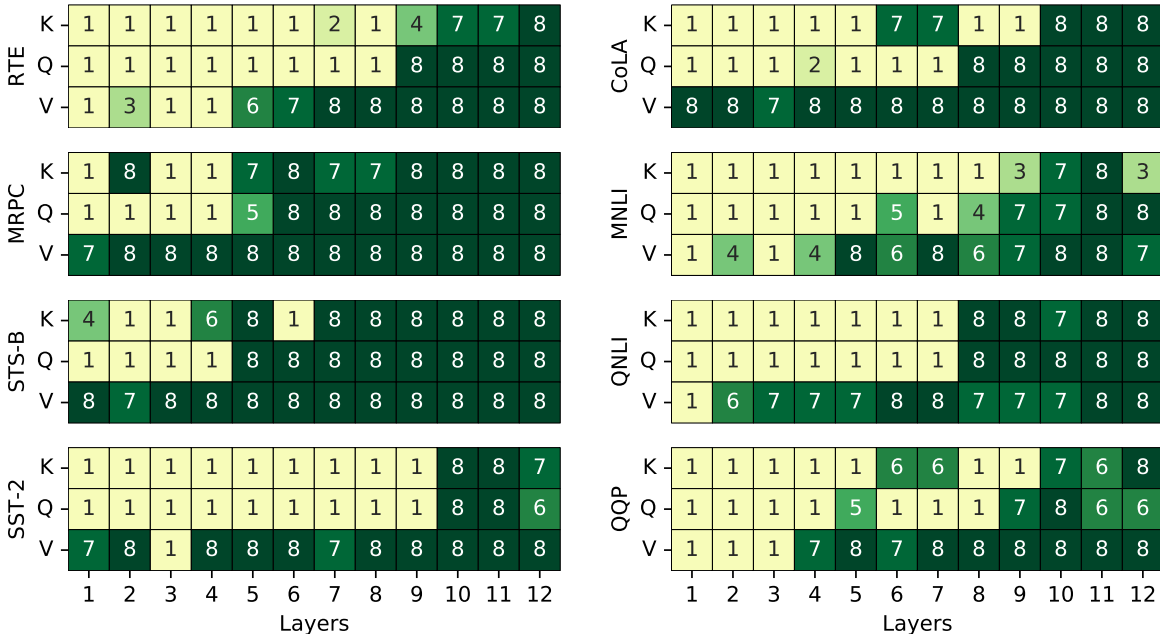 RTE
K 1 1 1 1 1 1 2 1 4 7 7 8
Q 1 1 1 1 1 1 1 1 8 8 8 8
V 1 3 1 1 6 7 8 8 8 8 8 8
CoLA
K 1 1 1 1 1 7 7 1 1 8 8 8
Q 1 1 1 2 1 1 1 8 8 8 8 8
V 8 8 7 8 8 8 8 8 8 8 8 8
MRPC
K 1 8 1 1 7 8 7 7 8 8 8 8
Q 1 1 1 1 5 8 8 8 8 8 8 8
V 7 8 8 8 8 8 8 8 8 8 8 8
MNLI
K 1 1 1 1 1 1 1 1 3 7 8 3
Q 1 1 1 1 1 5 1 4 7 7 8 8
V 1 4 1 4 8 6 8 6 7 8 8 7
STS-B
K 4 1 1 6 8 1 8 8 8 8 8 8
Q 1 1 1 1 8 8 8 8 8 8 8 8
V 8 7 8 8 8 8 8 8 8 8 8 8
QNLI
K 1 1 1 1 1 1 1 8 8 7 8 8
Q 1 1 1 1 1 1 1 8 8 8 8 8
V 1 6 7 7 7 8 8 7 7 7 8 8
SST-2
K 1 1 1 1 1 1 1 1 1 8 8 7
Q 1 1 1 1 1 1 1 1 1 8 8 6
V 7 8 1 8 8 8 7 8 8 8 8 8
1 2 3 4 5 6 7 8 9 10 11 12
Layers
QQP
K 1 1 1 1 1 6 6 1 1 7 6 8
Q 1 1 1 1 5 1 1 1 7 8 6 6
V 1 1 1 7 8 7 8 8 8 8 8 8
1 2 3 4 5 6 7 8 9 10 11 12
Layers